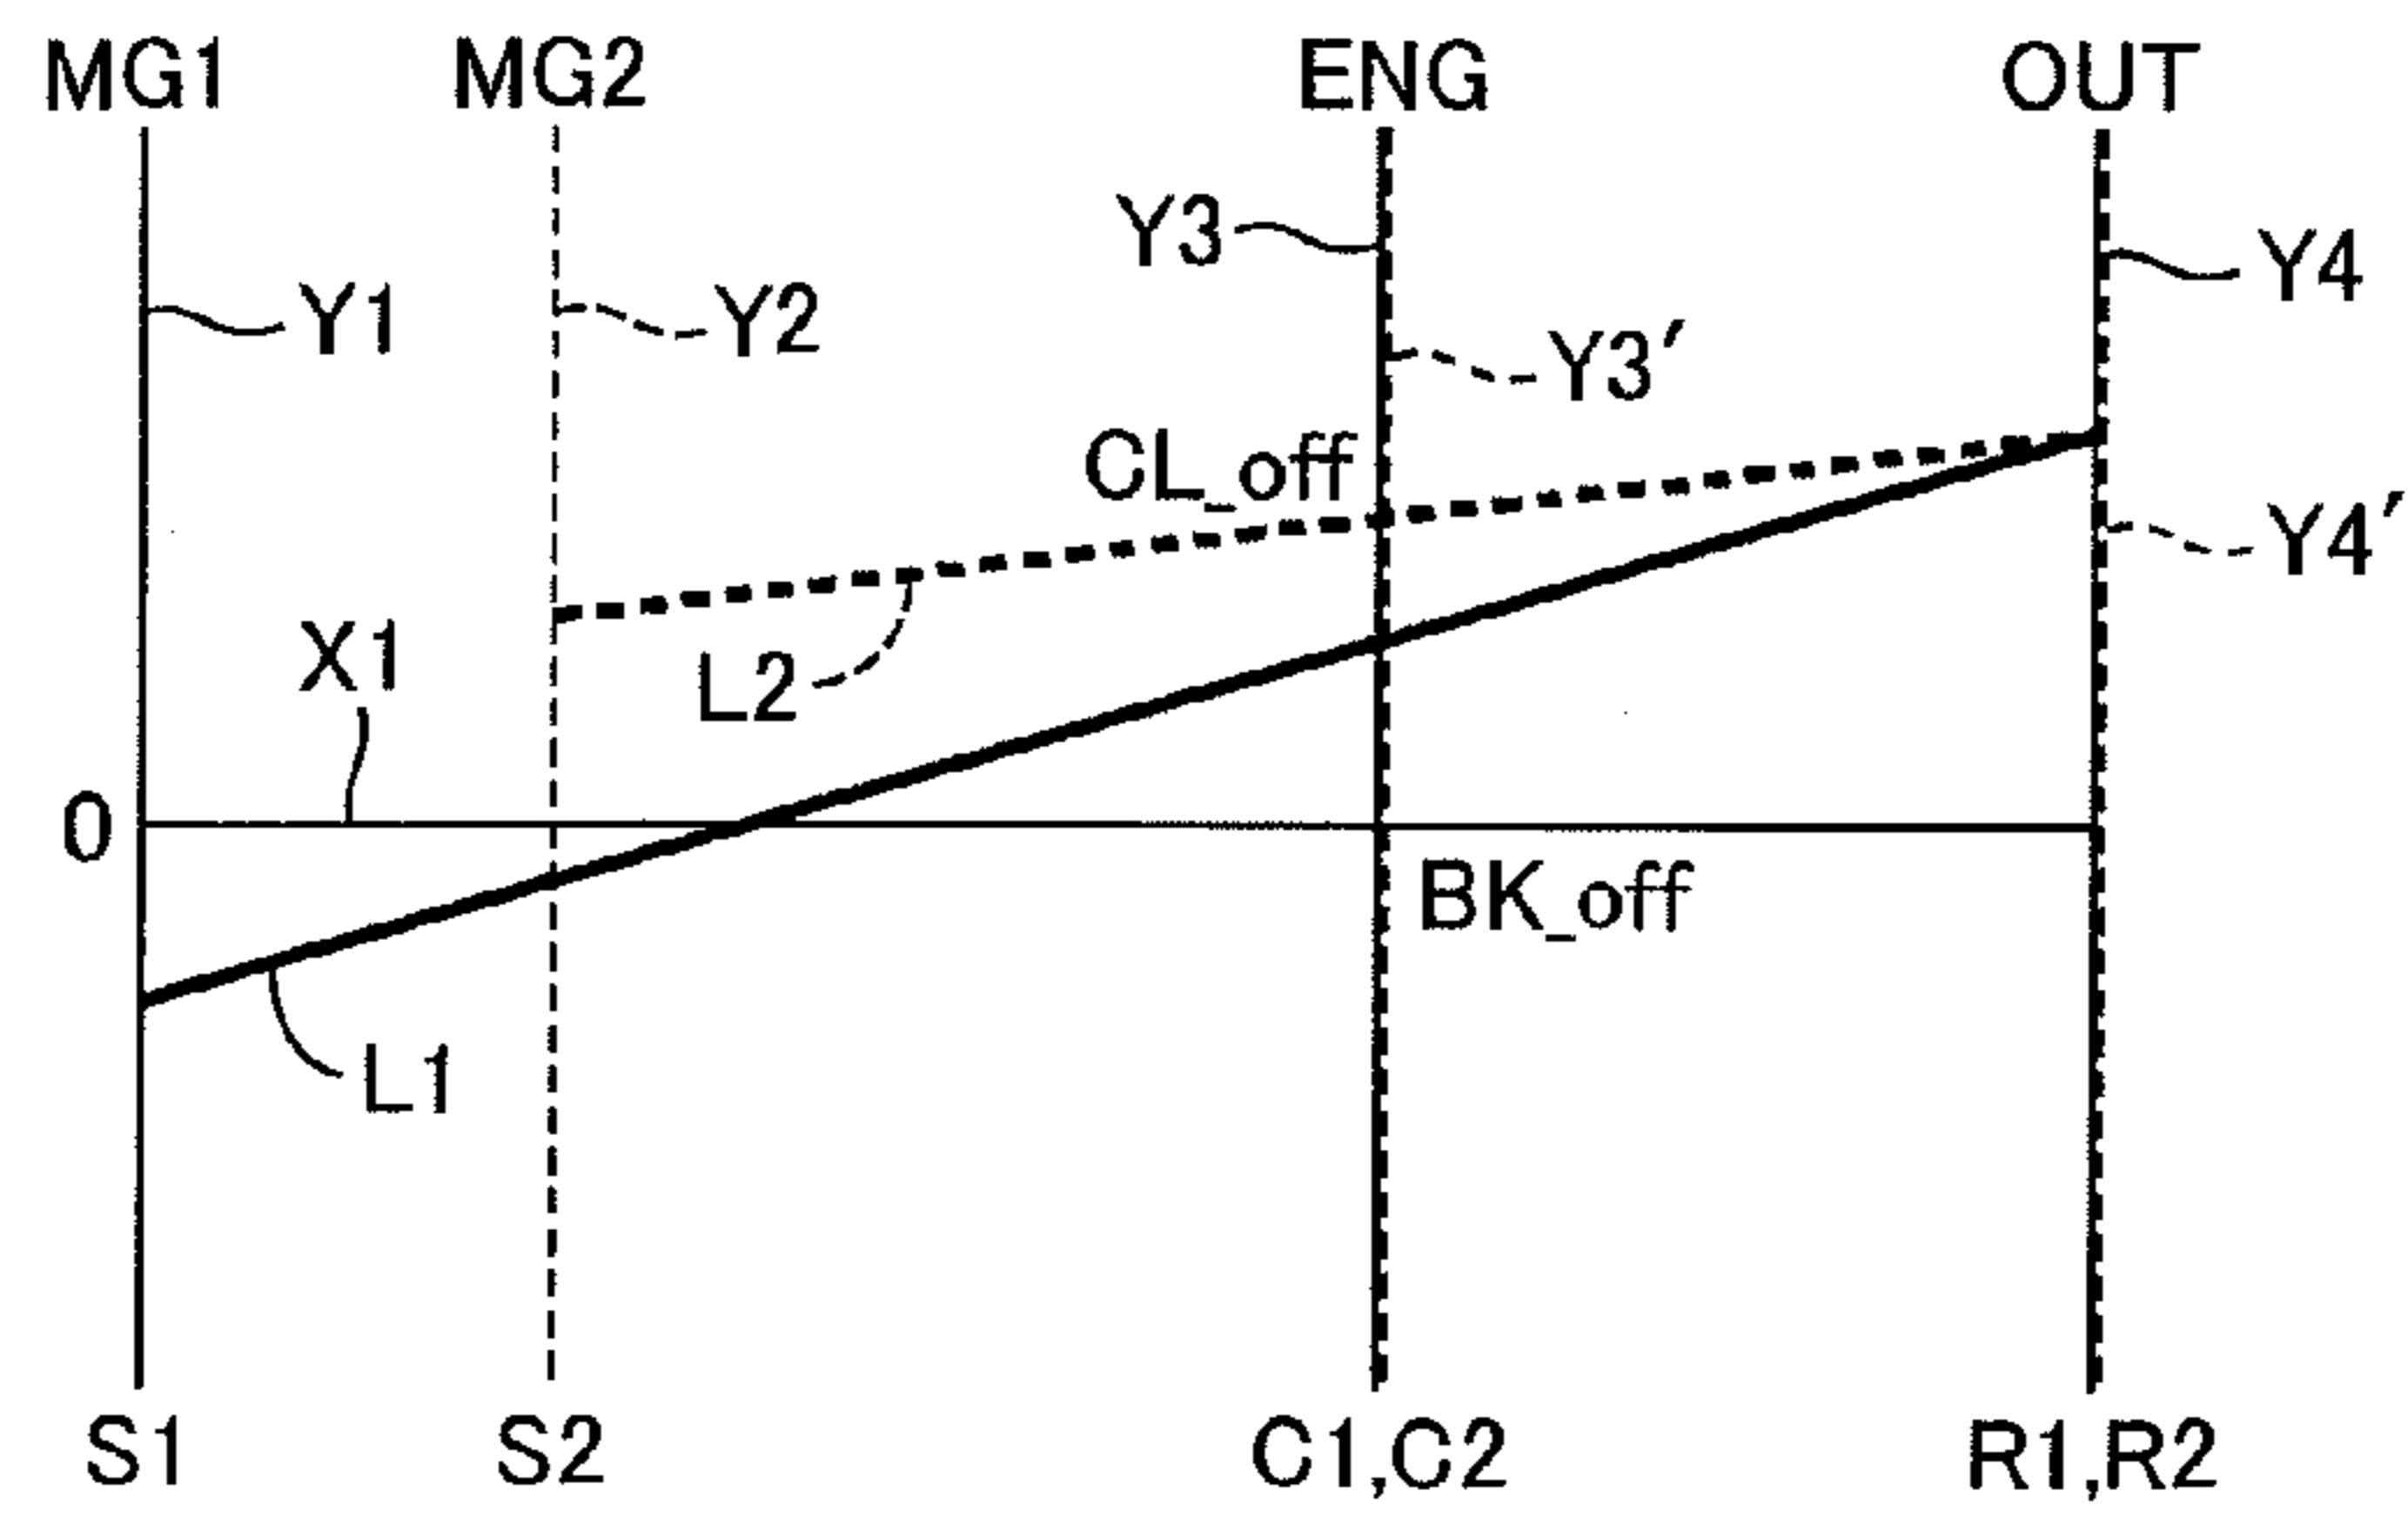 MG1 MG2 ENG OUT
Y3 Y4
Y1 Y2 Y3′
CL_off
Y4′
X1 L2
0
BK_off
L1
S1 S2 C1,C2 R1,R2